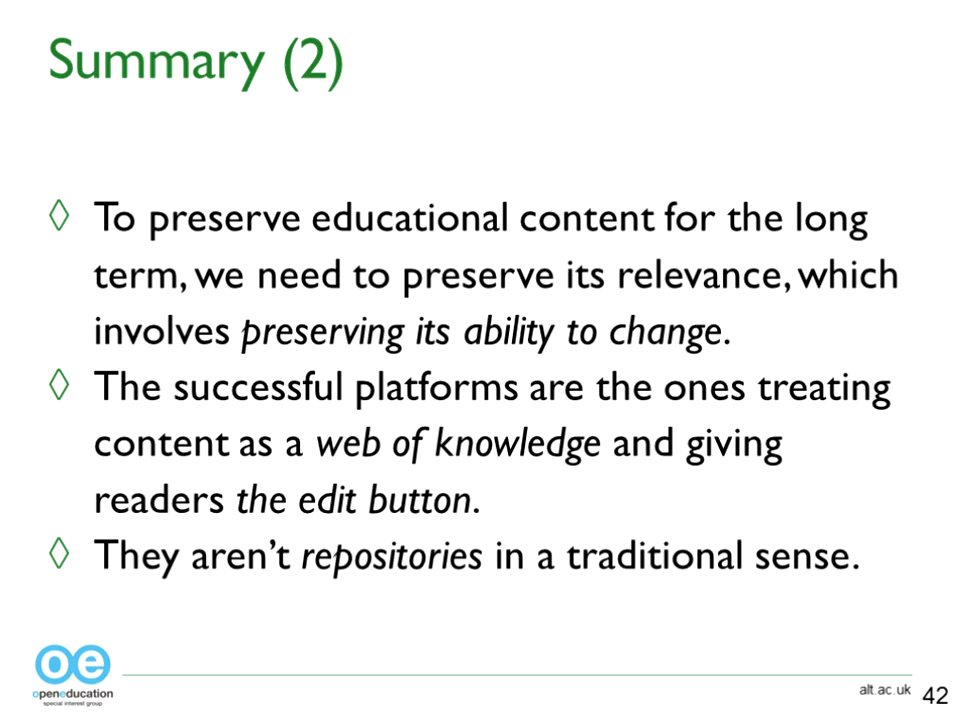 Summary (2)
◊ To preserve educational content for the long
term, we need to preserve its relevance, which
involves preserving its ability to change.
◊ The successful platforms are the ones treating
content as a web of knowledge and giving
readers the edit button.
◊ They aren’t repositories in a traditional sense.
oe
openeducation
special interest group
alt.ac.uk
42